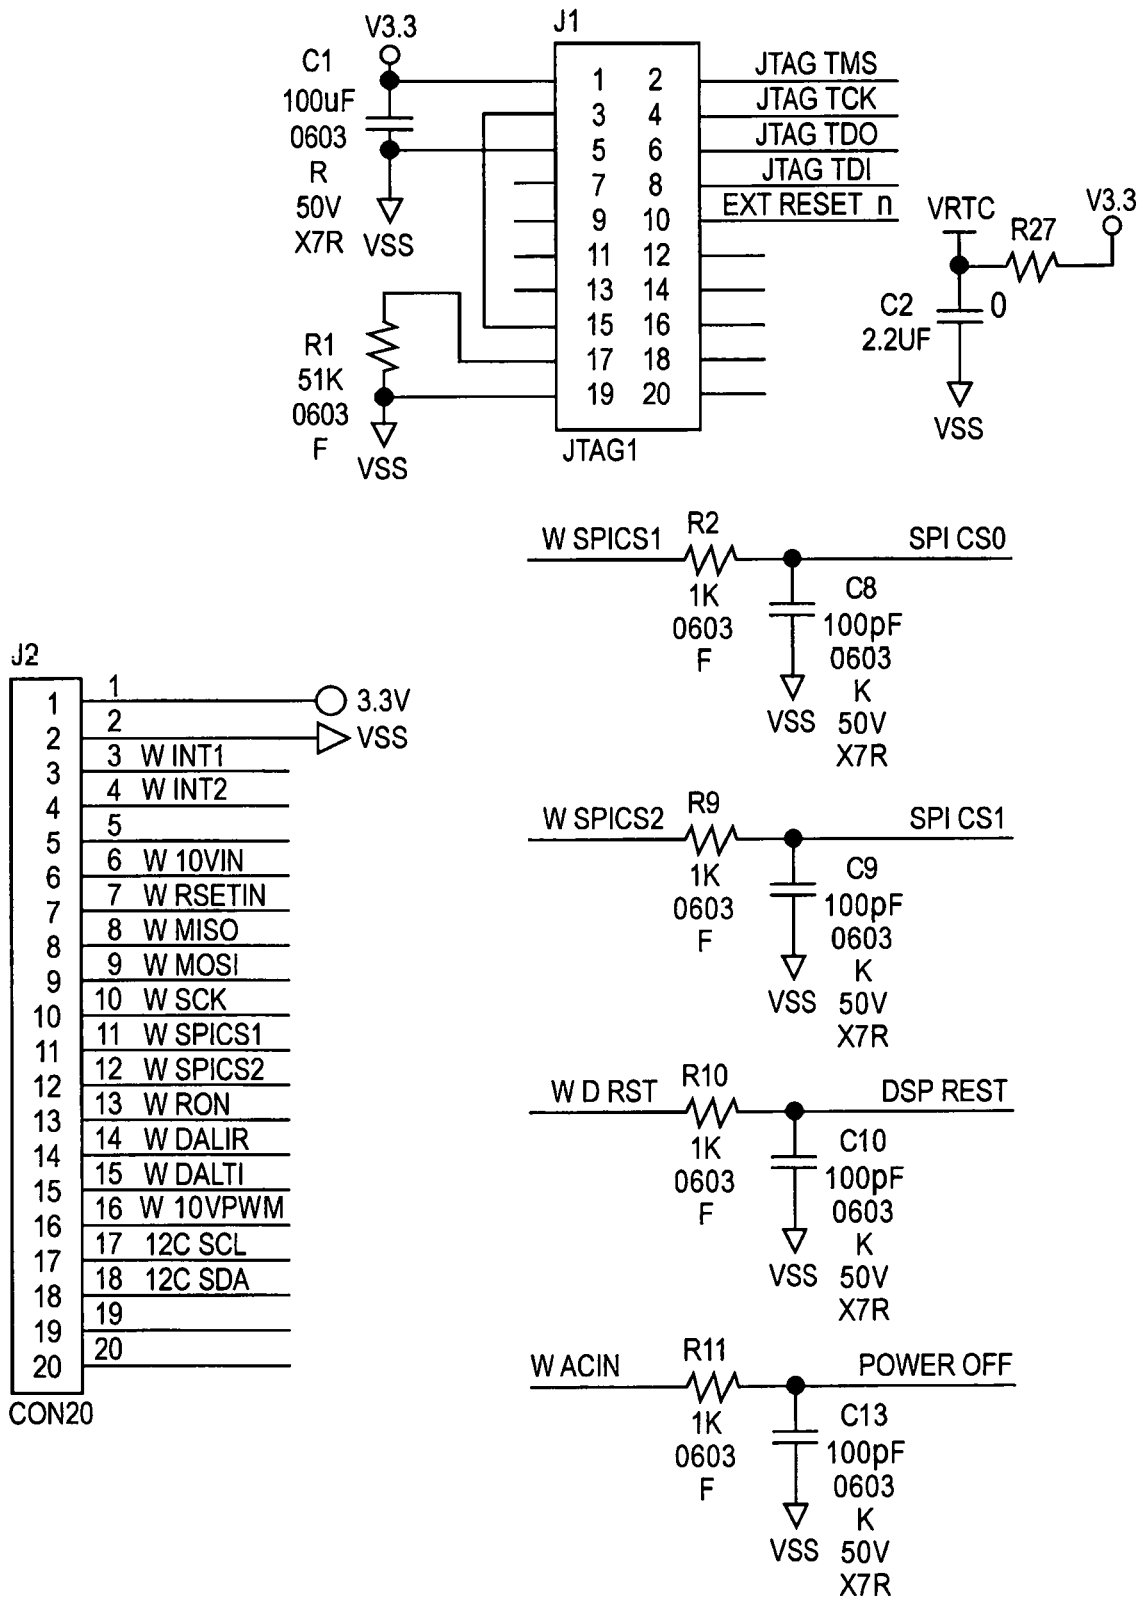 J1
V3.3
C1
100uF
0603
R
50V
X7R
VSS
1 2 JTAG TMS
3 4 JTAG TCK
5 6 JTAG TDO
7 8 JTAG TDI
9 10 EXT RESET n
11 12
13 14
15 16
17 18
19 20
JTAG1
R1
51K
0603
F
VSS
VRTC
R27
V3.3
C2
2.2UF
0
VSS
W SPICS1
R2
1K
0603
F
SPI CS0
C8
100pF
0603
K
50V
X7R
VSS
W SPICS2
R9
1K
0603
F
SPI CS1
C9
100pF
0603
K
50V
X7R
VSS
W D RST
R10
1K
0603
F
DSP REST
C10
100pF
0603
K
50V
X7R
VSS
W ACIN
R11
1K
0603
F
POWER OFF
C13
100pF
0603
K
50V
X7R
VSS
J2
1 1 3.3V
2 2 VSS
3 3 W INT1
4 4 W INT2
5 5
6 6 W 10VIN
7 7 W RSETIN
8 8 W MISO
9 9 W MOSI
10 10 W SCK
11 11 W SPICS1
12 12 W SPICS2
13 13 W RON
14 14 W DALIR
15 15 W DALTI
16 16 W 10VPWM
17 17 12C SCL
18 18 12C SDA
19 19
20 20
CON20